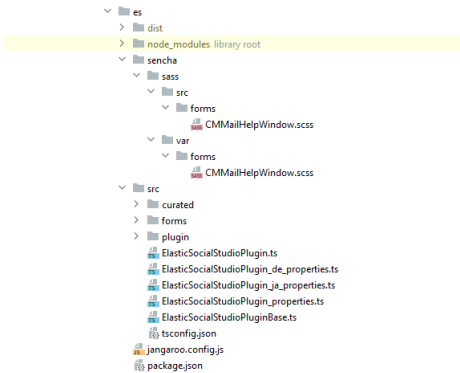 es
dist
node_modules library root
sencha
sass
src
forms
CMMailHelpWindow.scss
var
forms
CMMailHelpWindow.scss
src
curated
forms
plugin
ElasticSocialStudioPlugin.ts
ElasticSocialStudioPlugin_de_properties.ts
ElasticSocialStudioPlugin_ja_properties.ts
ElasticSocialStudioPlugin_properties.ts
ElasticSocialStudioPluginBase.ts
tsconfig.json
jangaroo.config.js
package.json